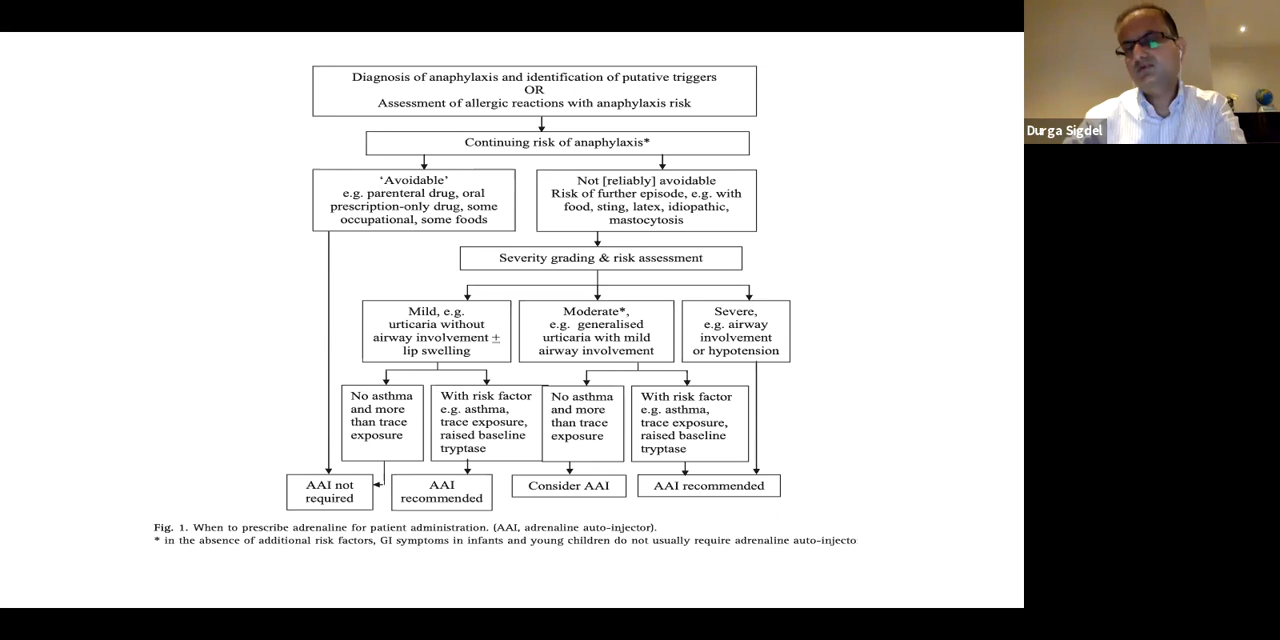 Diagnosis of anaphylaxis and identification of putative triggers
OR
Assessment of allergic reactions with anaphylaxis risk
Continuing risk of anaphylaxis*
‘Avoidable’
e.g. parenteral drug, oral
prescription-only drug, some
occupational, some foods
Not [reliably] avoidable
Risk of further episode, e.g. with
food, sting, latex, idiopathic,
mastocytosis
Severity grading & risk assessment
Mild, e.g.
urticaria without
airway involvement ±
lip swelling
Moderate*,
e.g. generalised
urticaria with mild
airway involvement
Severe,
e.g. airway
involvement
or hypotension
No asthma
and more
than trace
exposure
With risk factor
e.g. asthma,
trace exposure,
raised baseline
tryptase
No asthma
and more
than trace
exposure
With risk factor
e.g. asthma,
trace exposure,
raised baseline
tryptase
AAI not
required
AAI
recommended
Consider AAI
AAI recommended
Fig. 1. When to prescribe adrenaline for patient administration. (AAI, adrenaline auto-injector).
* in the absence of additional risk factors, GI symptoms in infants and young children do not usually require adrenaline auto-injecto
Durga Sigdel